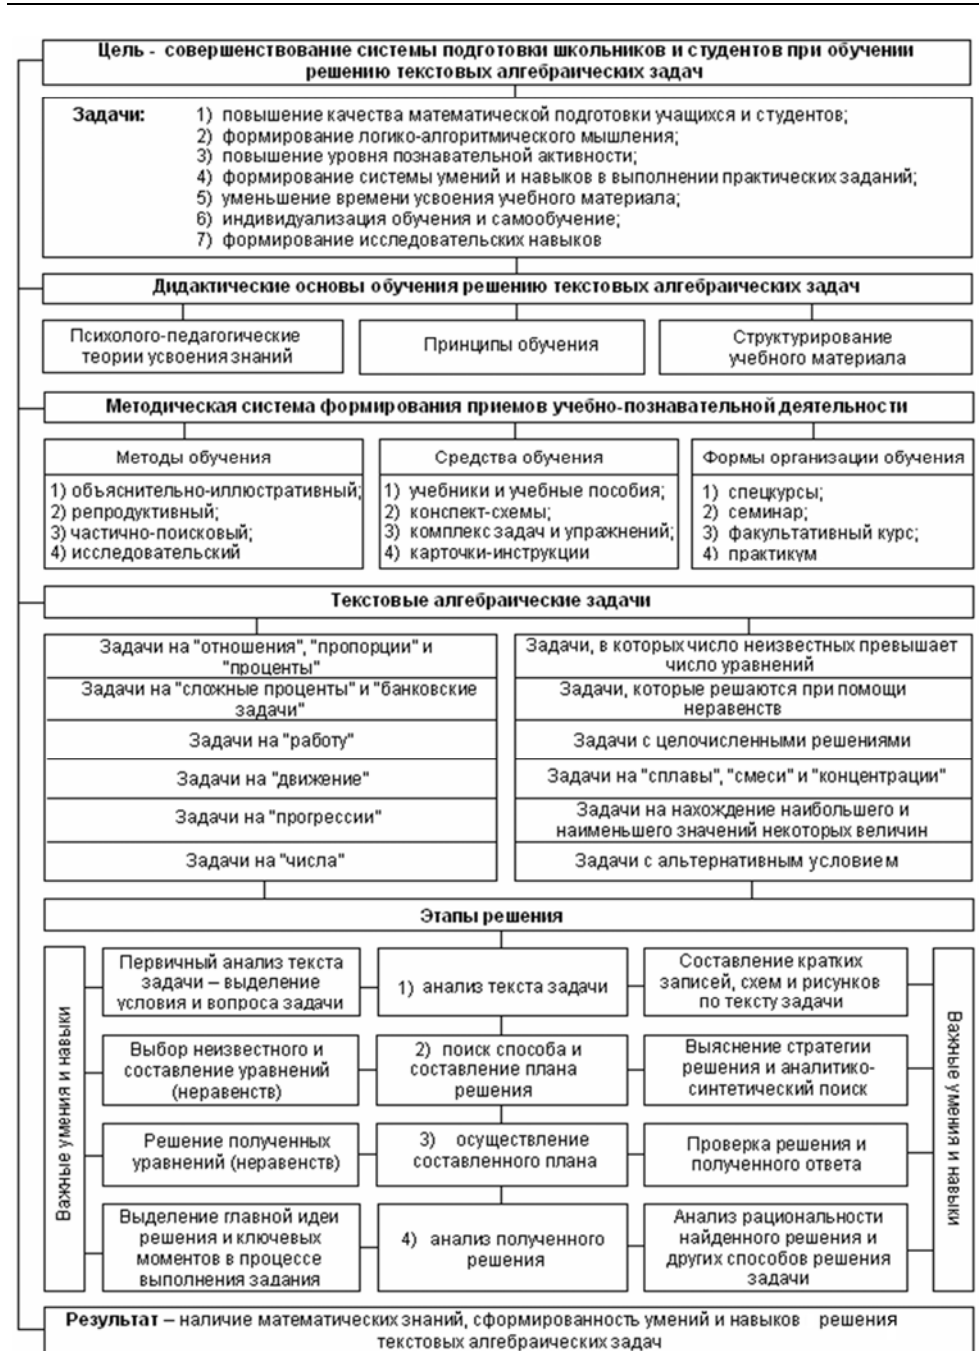 Цель - совершенствование системы подготовки школьников и студентов при обучении
решению текстовых алгебраических задач
Задачи:
1) повышение качества математической подготовки учащихся и студентов;
2) формирование логико-алгоритмического мышления;
3) повышение уровня познавательной активности;
4) формирование системы умений и навыков в выполнении практических заданий;
5) уменьшение времени усвоения учебного материала;
6) индивидуализация обучения и самообучение;
7) формирование исследовательских навыков
Дидактические основы обучения решению текстовых алгебраических задач
Психолого-педагогические
теории усвоения знаний
Принципы обучения
Структурирование
учебного материала
Методическая система формирования приемов учебно-познавательной деятельности
Методы обучения
1) объяснительно-иллюстративный;
2) репродуктивный;
3) частично-поисковый;
4) исследовательский
Средства обучения
1) учебники и учебные пособия;
2) конспект-схемы;
3) комплекс задач и упражнений;
4) карточки-инструкции
Формы организации обучения
1) спецкурсы;
2) семинар;
3) факультативный курс;
4) практикум
Текстовые алгебраические задачи
Задачи на "отношения", "пропорции" и
"проценты"
Задачи на "сложные проценты" и "банковские
задачи"
Задачи на "работу"
Задачи на "движение"
Задачи на "прогрессии"
Задачи на "числа"
Задачи, в которых число неизвестных превышает
число уравнений
Задачи, которые решаются при помощи
неравенств
Задачи с целочисленными решениями
Задачи на "сплавы", "смеси" и "концентрации"
Задачи на нахождение наибольшего и
наименьшего значений некоторых величин
Задачи с альтернативным условием
Этапы решения
Важные умения и навыки
Первичный анализ текста
задачи – выделение
условия и вопроса задачи
1) анализ текста задачи
Составление кратких
записей, схем и рисунков
по тексту задачи
Выбор неизвестного и
составление уравнений
(неравенств)
2) поиск способа и
составление плана
решения
Выяснение стратегии
решения и аналитико-
синтетический поиск
Решение полученных
уравнений (неравенств)
3) осуществление
составленного плана
Проверка решения и
полученного ответа
Выделение главной идеи
решения и ключевых
моментов в процессе
выполнения задания
4) анализ полученного
решения
Анализ рациональности
найденного решения и
других способов решения
задачи
Важные умения и навыки
Результат – наличие математических знаний, сформированность умений и навыков решения
текстовых алгебраических задач